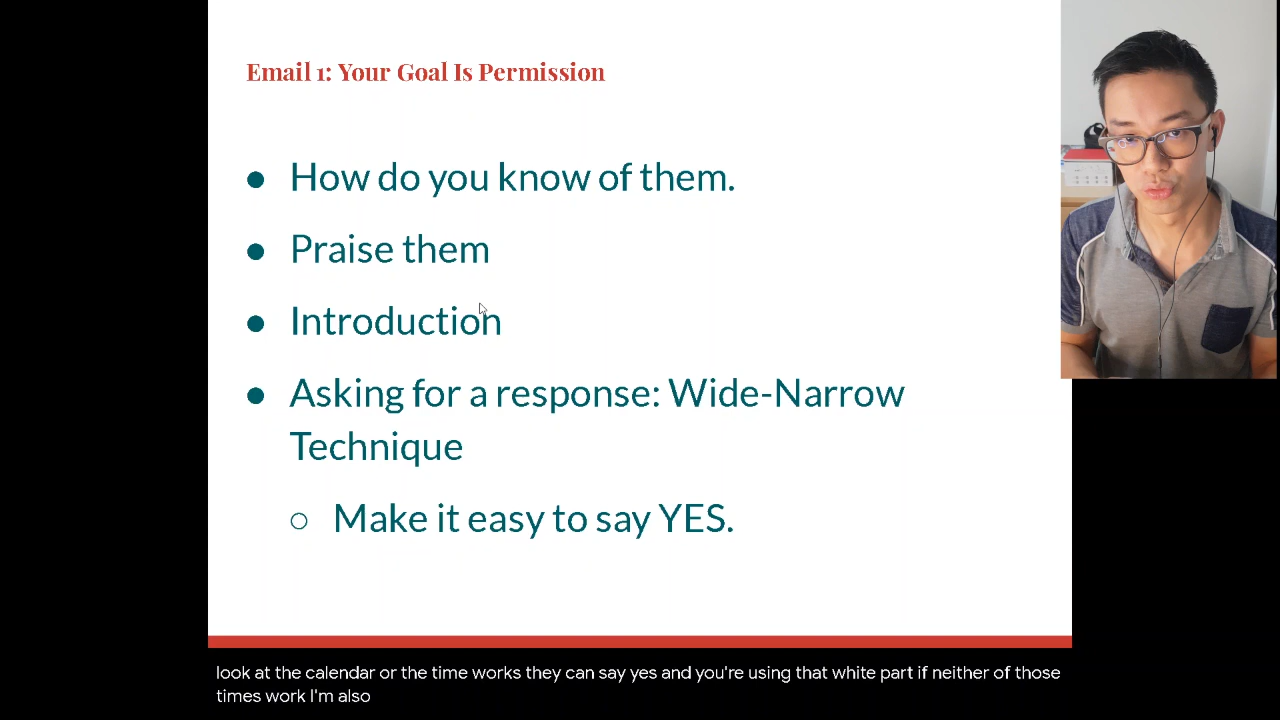 Email 1: Your Goal Is Permission
● How do you know of them.
● Praise them
● Introduction
● Asking for a response: Wide-Narrow
Technique
○ Make it easy to say YES.
look at the calendar or the time works they can say yes and you're using that white part if neither of those
times work I'm also